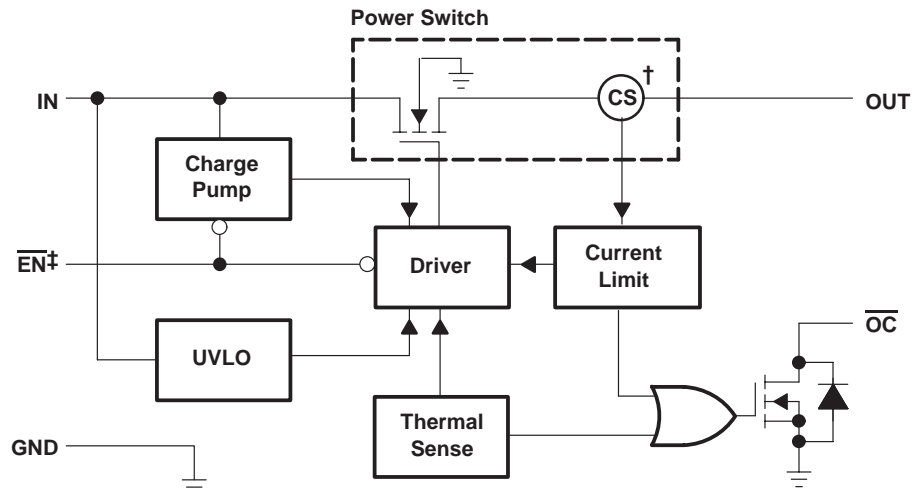 Power Switch
†
IN
CS
OUT
Charge
Pump
EN‡
Driver
Current
Limit
OC
UVLO
Thermal
Sense
GND